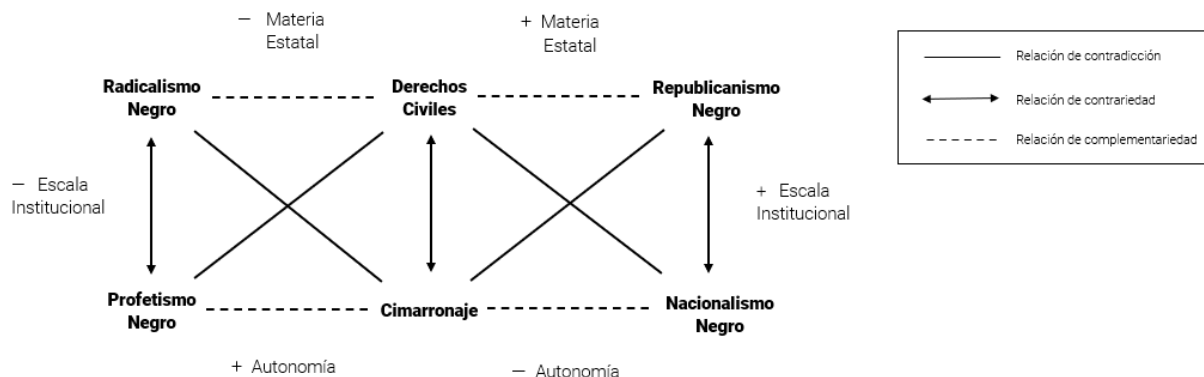 − Materia
Estatal
+ Materia
Estatal
Radicalismo
Negro
Derechos
Civiles
Republicanismo
Negro
Relación de contradicción
Relación de contrariedad
Relación de complementariedad
− Escala
Institucional
+ Escala
Institucional
Profetismo
Negro
Cimarronaje
Nacionalismo
Negro
+ Autonomía
− Autonomía